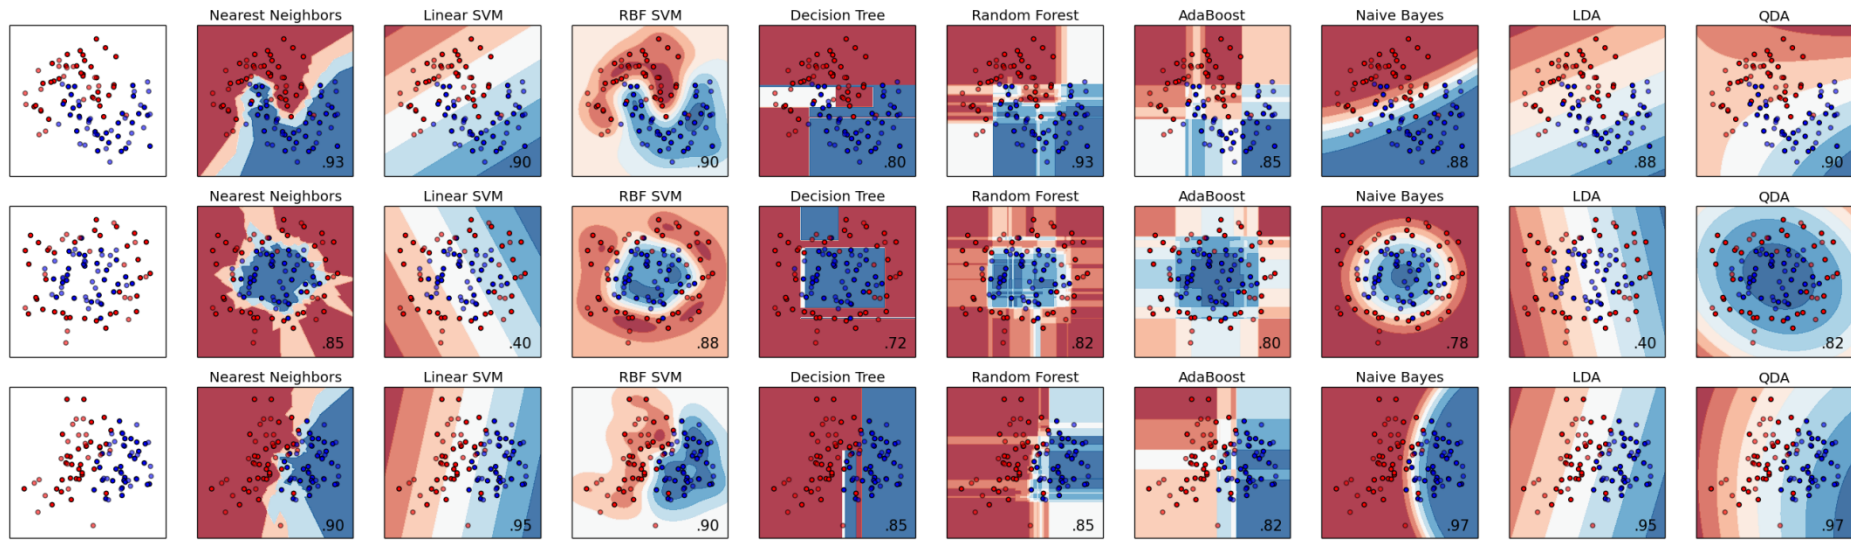 Nearest Neighbors Linear SVM RBF SVM Decision Tree Random Forest AdaBoost Naive Bayes LDA QDA
.93 .90 .90 .80 .93 .85 .88 .88 .90
Nearest Neighbors Linear SVM RBF SVM Decision Tree Random Forest AdaBoost Naive Bayes LDA QDA
.85 .40 .88 .72 .82 .80 .78 .40 .82
Nearest Neighbors Linear SVM RBF SVM Decision Tree Random Forest AdaBoost Naive Bayes LDA QDA
.90 .95 .90 .85 .85 .82 .97 .95 .97